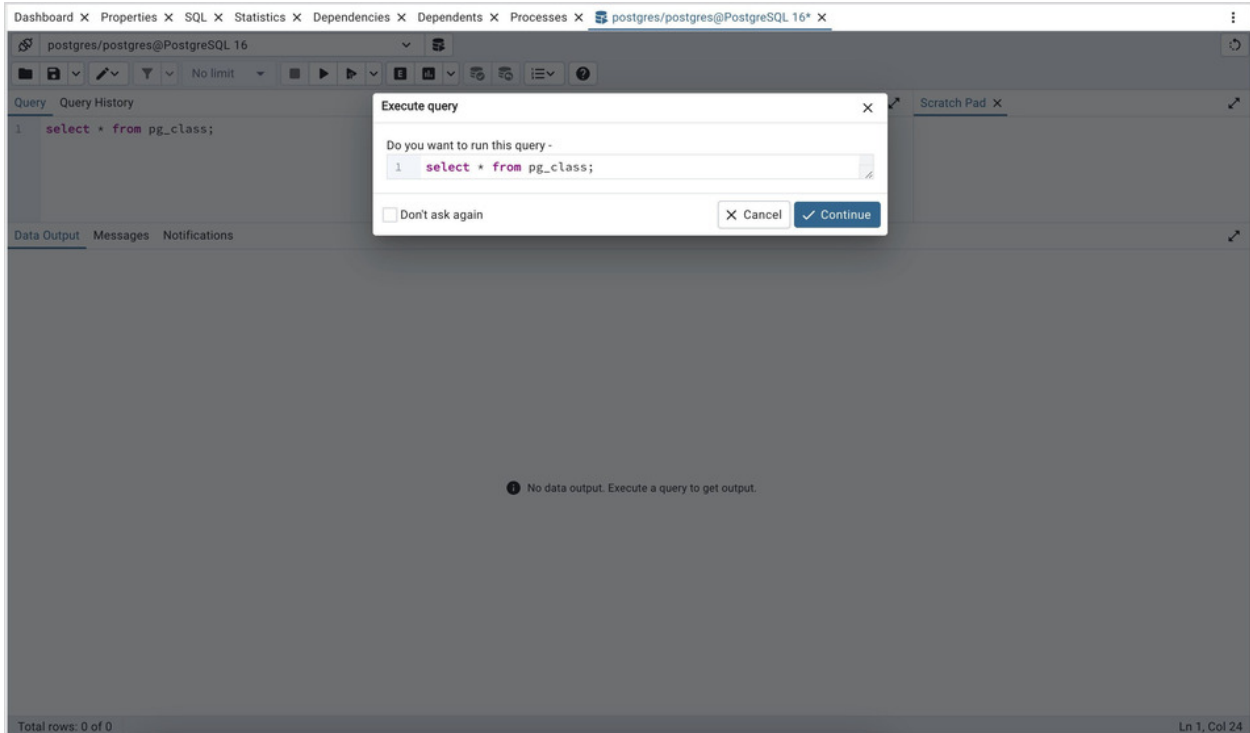 Dashboard Properties SQL Statistics Dependencies Dependents Processes postgres/postgres@PostgreSQL 16*
postgres/postgres@PostgreSQL 16
No limit E
Query Query History
1 select * from pg_class;
Execute query
Do you want to run this query -
1 select * from pg_class;
Don't ask again
Cancel
Continue
Scratch Pad
Data Output Messages Notifications
No data output. Execute a query to get output.
Total rows: 0 of 0
Ln 1, Col 24